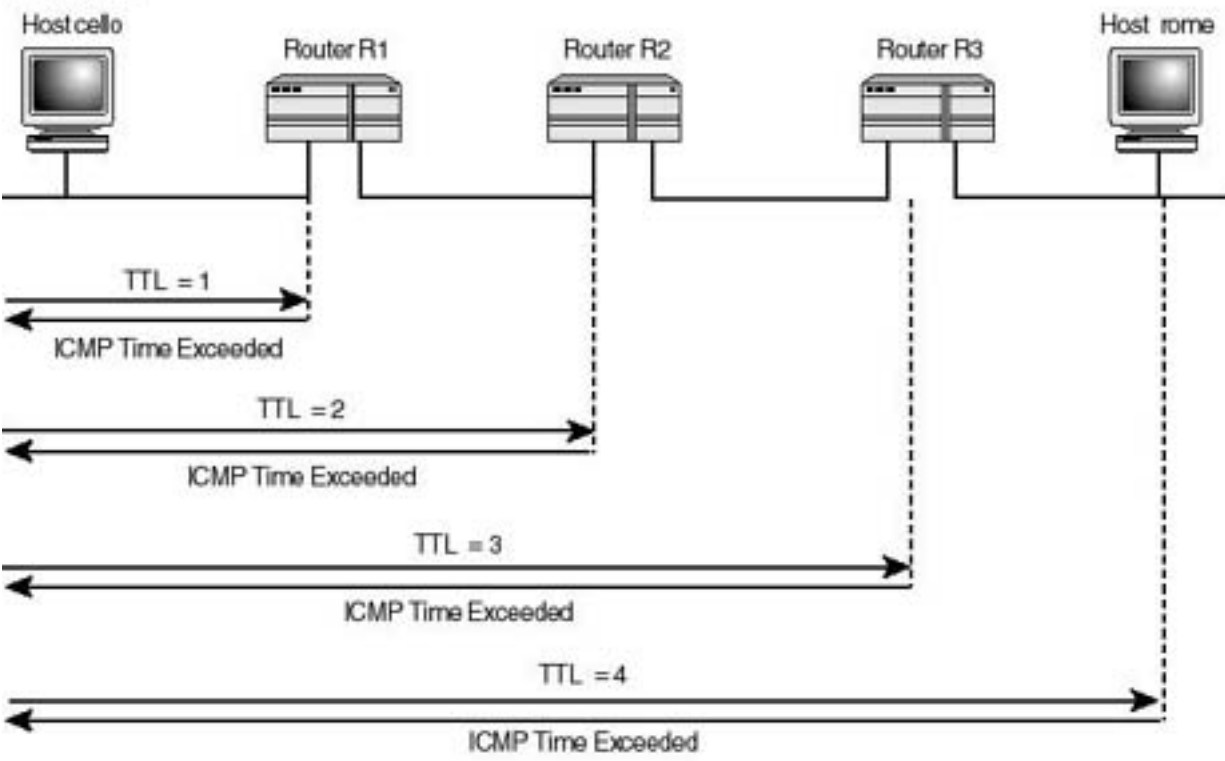 Host cello
Router R1
Router R2
Router R3
Host rome
TTL = 1
ICMP Time Exceeded
TTL = 2
ICMP Time Exceeded
TTL = 3
ICMP Time Exceeded
TTL = 4
ICMP Time Exceeded